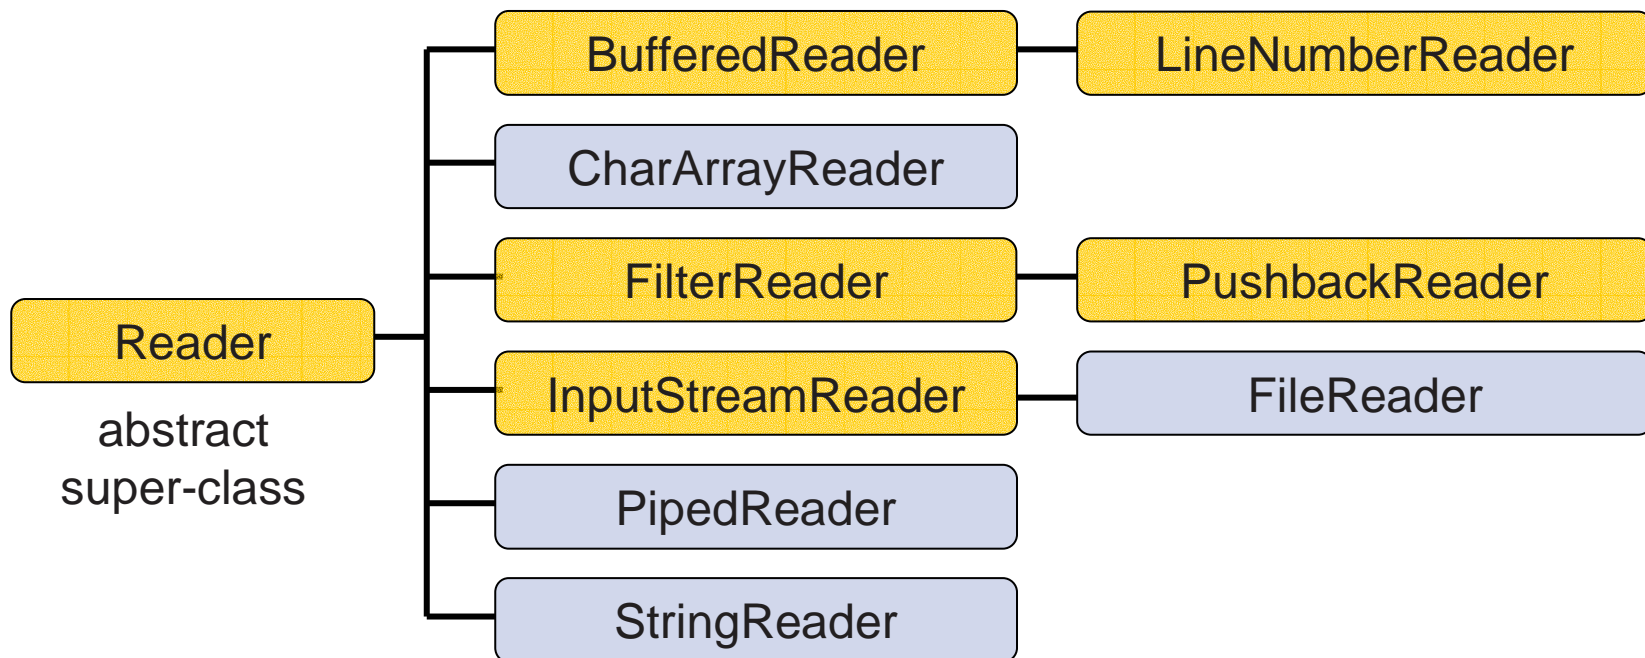 BufferedReader
LineNumberReader
CharArrayReader
FilterReader
PushbackReader
Reader
abstract
super-class
InputStreamReader
FileReader
PipedReader
StringReader